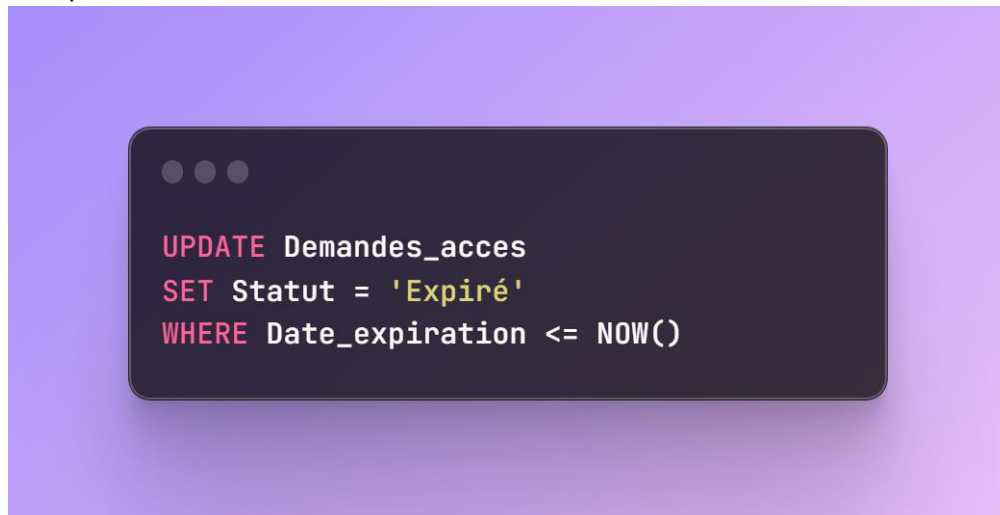 UPDATE Demandes_acces
SET Statut = 'Expiré'
WHERE Date_expiration <= NOW()